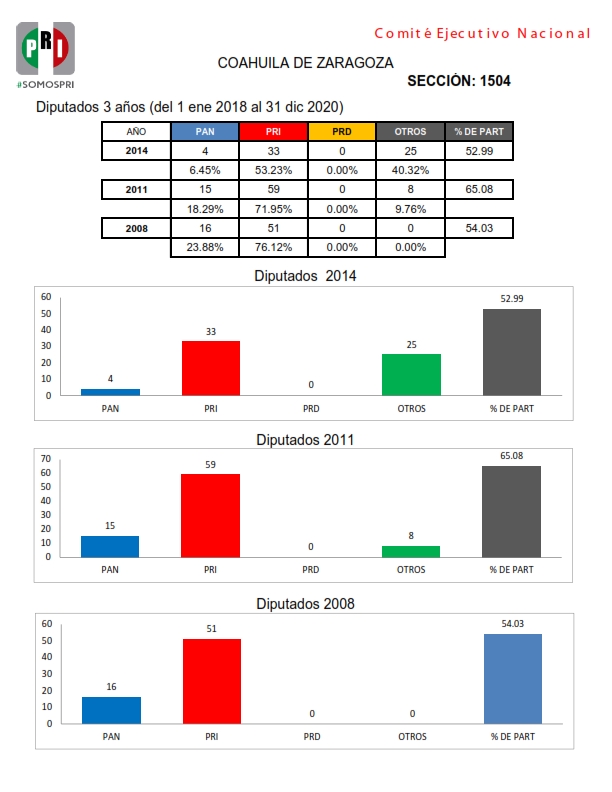 Comité Ejecutivo Nacional
PRI
#SOMOSPRI
COAHUILA DE ZARAGOZA
SECCIÓN: 1504
Diputados 3 años (del 1 ene 2018 al 31 dic 2020)
AÑO PAN PRI PRD OTROS % DE PART
2014 4 33 0 25 52.99
6.45% 53.23% 0.00% 40.32%
2011 15 59 0 8 65.08
18.29% 71.95% 0.00% 9.76%
2008 16 51 0 0 54.03
23.88% 76.12% 0.00% 0.00%
Diputados 2014
60
50
40
30
20
10
0
4 33 0 25 52.99
PAN PRI PRD OTROS % DE PART
Diputados 2011
70
60
50
40
30
20
10
0
15 59 0 8 65.08
PAN PRI PRD OTROS % DE PART
Diputados 2008
60
50
40
30
20
10
0
16 51 0 0 54.03
PAN PRI PRD OTROS % DE PART